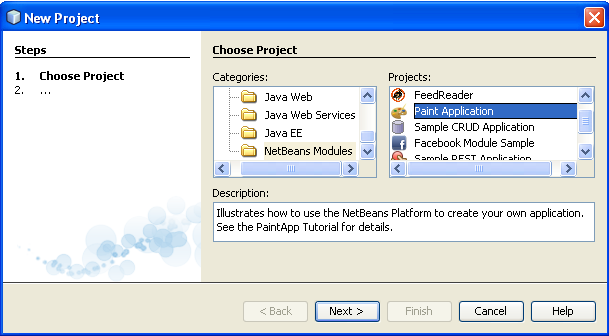 New Project
Steps
1. Choose Project
2. ...
Choose Project
Categories:
Java Web
Java Web Services
Java EE
NetBeans Modules
Projects:
FeedReader
Paint Application
Sample CRUD Application
Facebook Module Sample
Sample REST Application
Description:
Illustrates how to use the NetBeans Platform to create your own application.
See the PaintApp Tutorial for details.
< Back
Next >
Finish
Cancel
Help